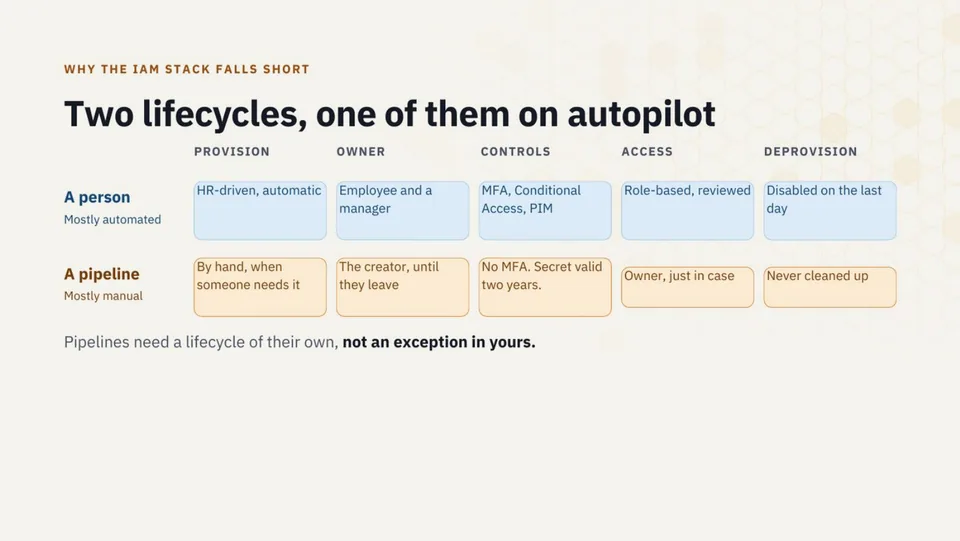 WHY THE IAM STACK FALLS SHORT
Two lifecycles, one of them on autopilot
PROVISION OWNER CONTROLS ACCESS DEPROVISION
A person
Mostly automated
HR-driven, automatic
Employee and a
manager
MFA, Conditional
Access, PIM
Role-based, reviewed
Disabled on the last
day
A pipeline
Mostly manual
By hand, when
someone needs it
The creator, until
they leave
No MFA. Secret valid
two years.
Owner, just in case
Never cleaned up
Pipelines need a lifecycle of their own, not an exception in yours.